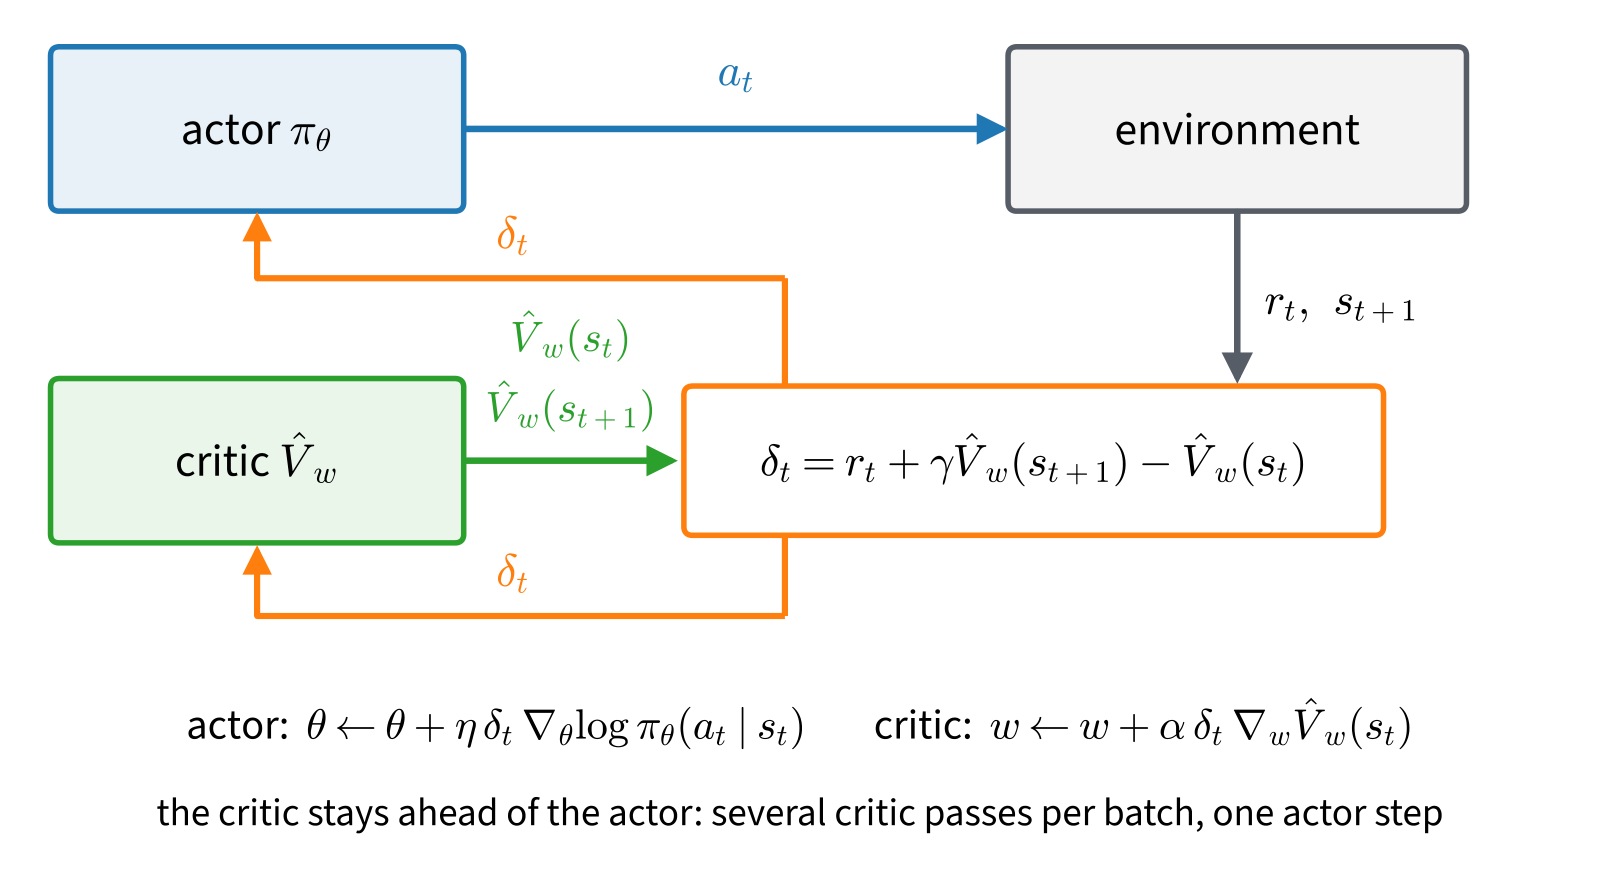 actor π_θ
a_t
environment
δ_t
r_t, s_{t+1}
V̂_w(s_t)
V̂_w(s_{t+1})
critic V̂_w
δ_t = r_t + γV̂_w(s_{t+1}) − V̂_w(s_t)
δ_t
actor: θ ← θ + η δ_t ∇_θ log π_θ(a_t | s_t)
critic: w ← w + α δ_t ∇_w V̂_w(s_t)
the critic stays ahead of the actor: several critic passes per batch, one actor step